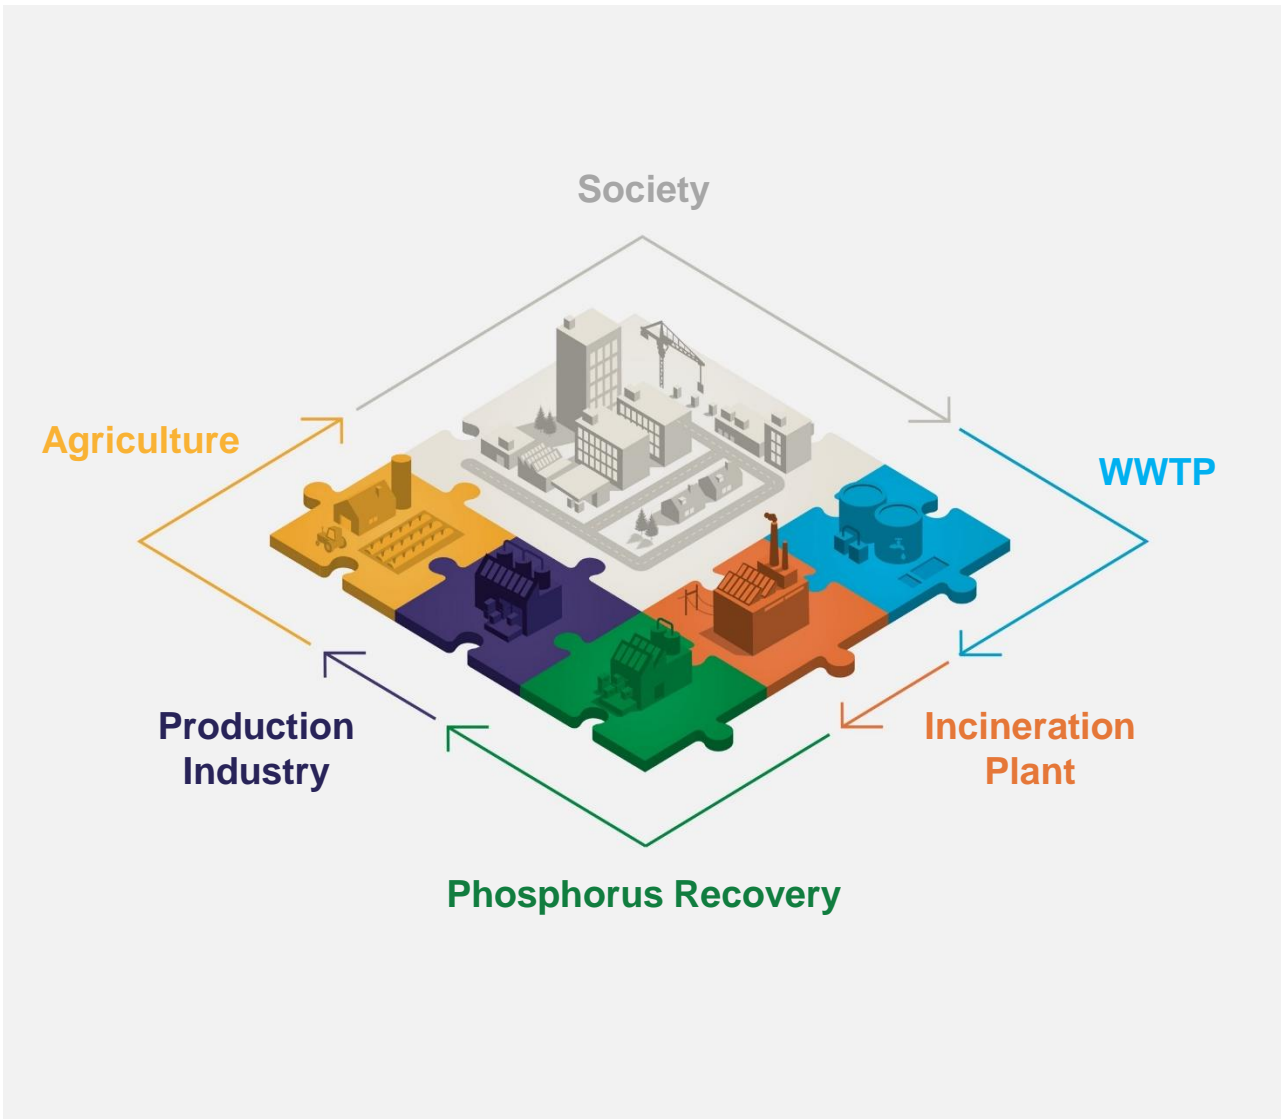 Society
Agriculture
WWTP
Production
Industry
Incineration
Plant
Phosphorus Recovery